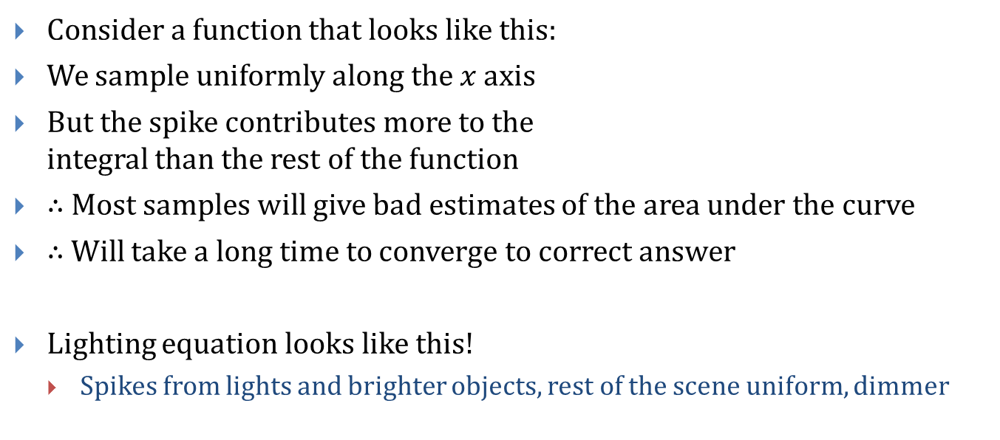 Consider a function that looks like this:
We sample uniformly along the x axis
But the spike contributes more to the
integral than the rest of the function
∴ Most samples will give bad estimates of the area under the curve
∴ Will take a long time to converge to correct answer
Lighting equation looks like this!
Spikes from lights and brighter objects, rest of the scene uniform, dimmer